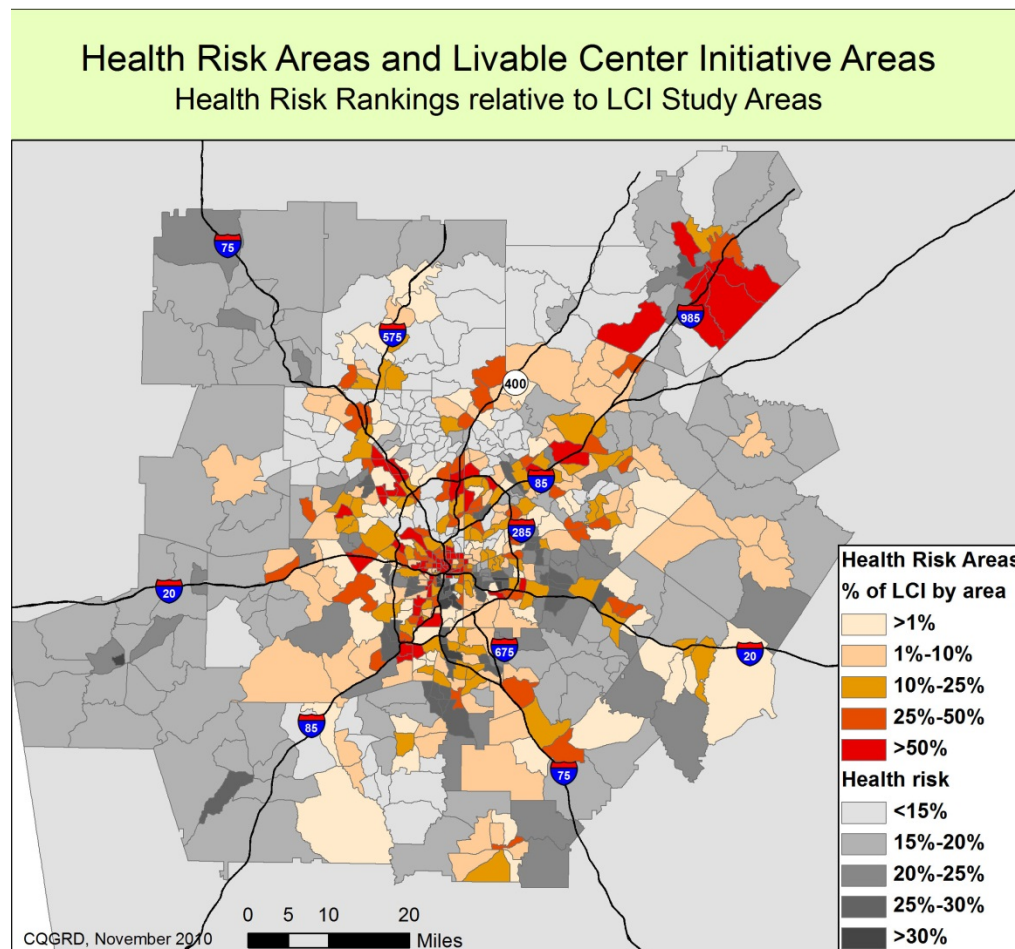 Health Risk Areas and Livable Center Initiative Areas
Health Risk Rankings relative to LCI Study Areas
75
575
985
400
85
285
20
675
20
85
75
Health Risk Areas
% of LCI by area
>1%
1%-10%
10%-25%
25%-50%
>50%
Health risk
<15%
15%-20%
20%-25%
25%-30%
>30%
0 5 10 20
Miles
CQGRD, November 2010